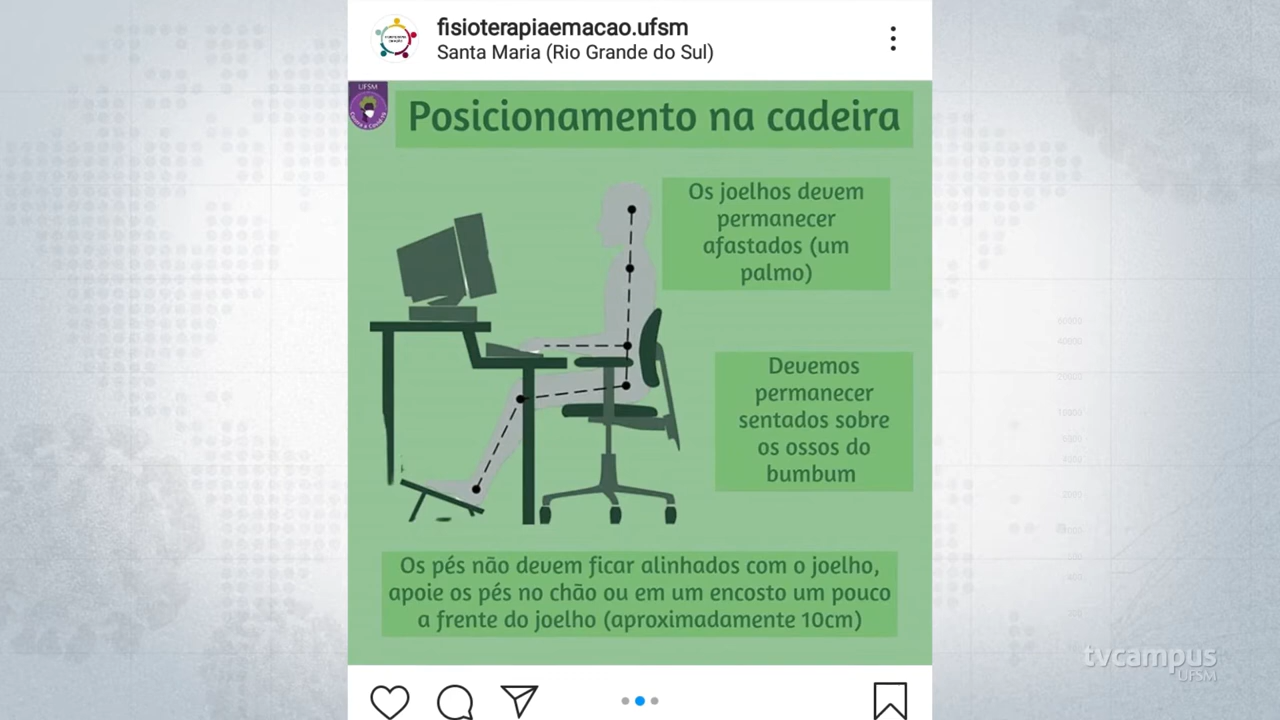 fisioterapiaemacao.ufsm
Santa Maria (Rio Grande do Sul)
UFSM
Posicionamento na cadeira
Os joelhos devem
permanecer
afastados (um
palmo)
Devemos
permanecer
sentados sobre
os ossos do
bumbum
Os pés não devem ficar alinhados com o joelho,
apoie os pés no chão ou em um encosto um pouco
a frente do joelho (aproximadamente 10cm)
tvcampus
UFSM